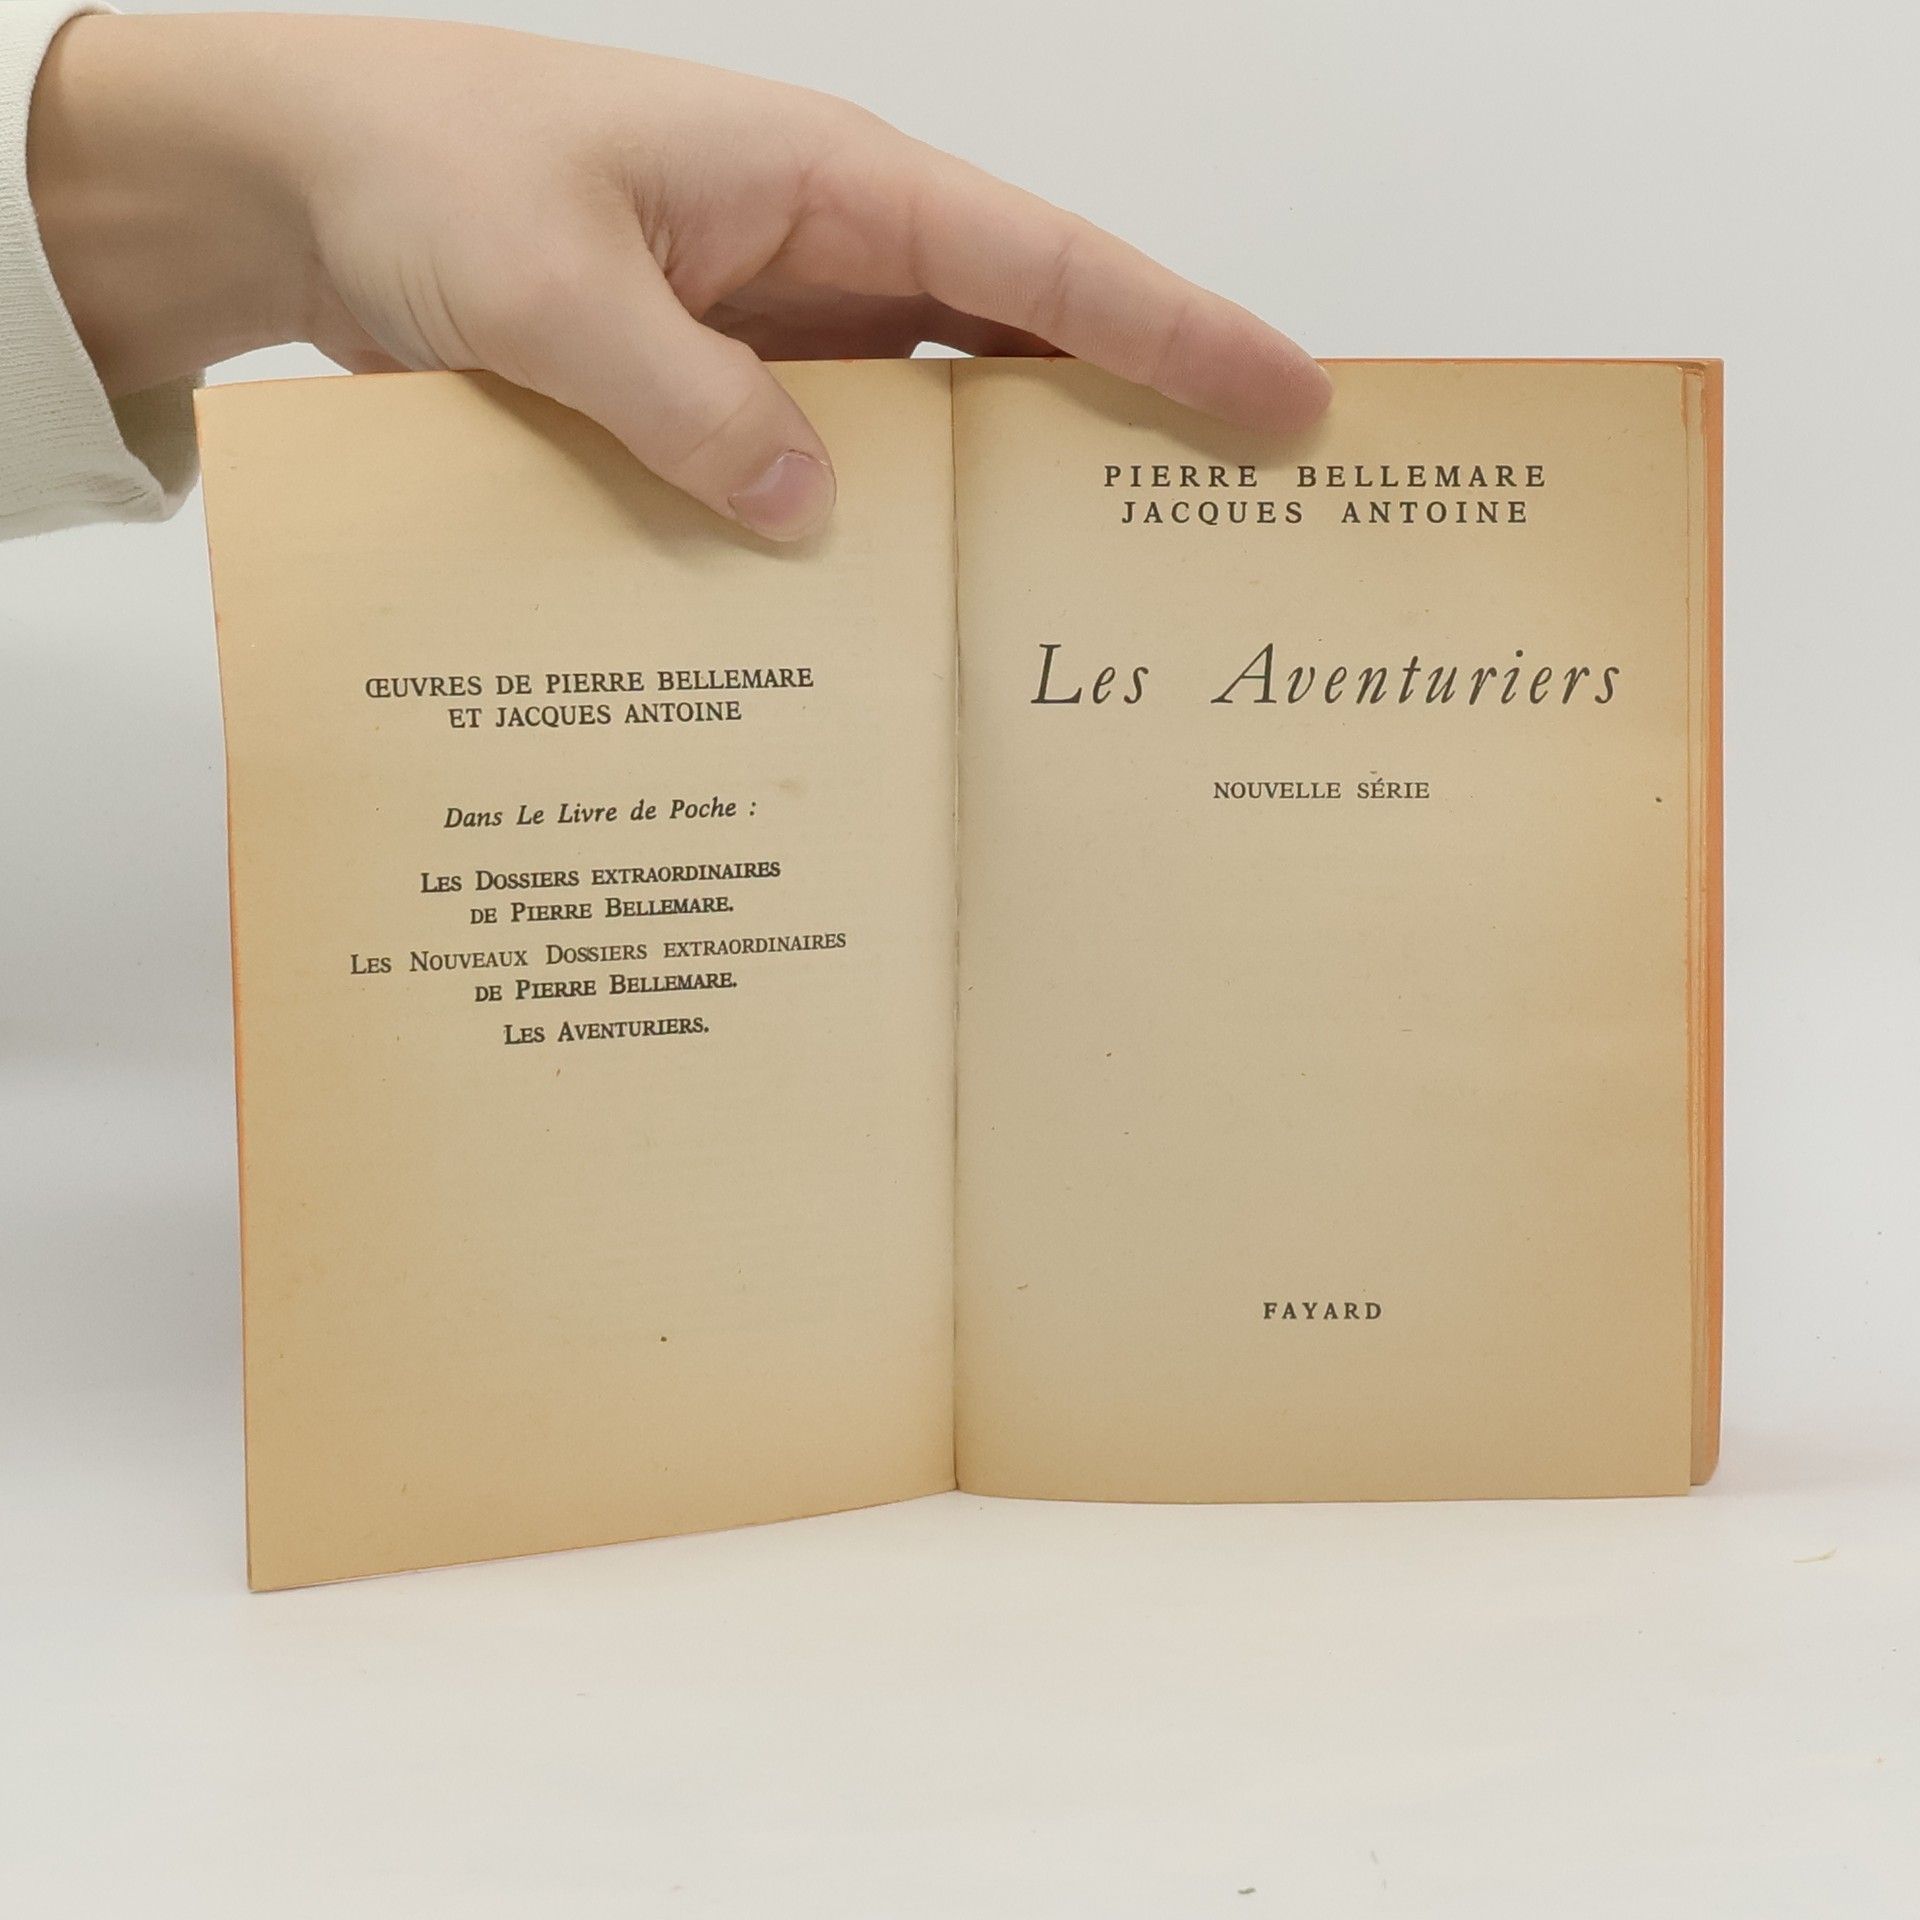 ŒUVRES DE PIERRE BELLEMARE
ET JACQUES ANTOINE
Dans Le Livre de Poche :
LES DOSSIERS EXTRAORDINAIRES
DE PIERRE BELLEMARE.
LES NOUVEAUX DOSSIERS EXTRAORDINAIRES
DE PIERRE BELLEMARE.
LES AVENTURIERS.
PIERRE BELLEMARE
JACQUES ANTOINE
Les Aventuriers
NOUVELLE SÉRIE
FAYARD